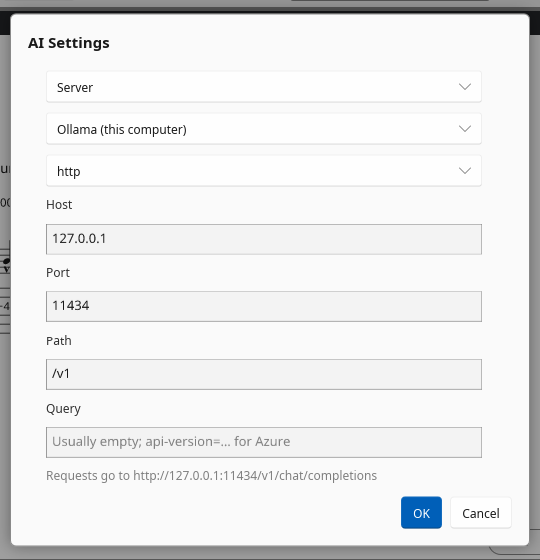 AI Settings
Server
Ollama (this computer)
http
Host
127.0.0.1
Port
11434
Path
/v1
Query
Usually empty; api-version=... for Azure
Requests go to http://127.0.0.1:11434/v1/chat/completions
OK
Cancel